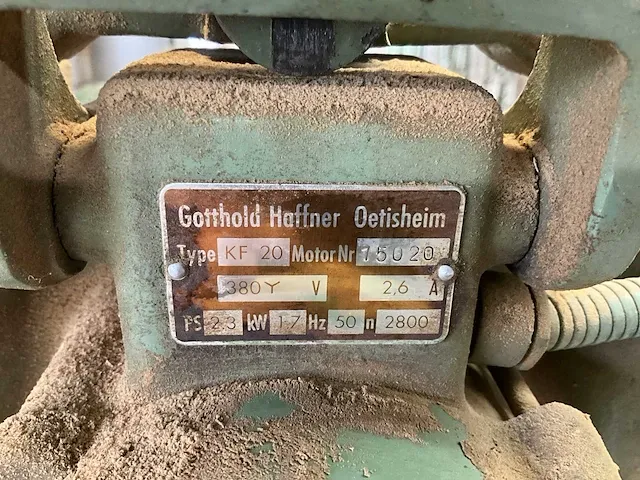 Gotthold Haffner Oetisheim
Type KF 20 Motor Nr 15020
380Y V 2,6 A
PS 2,3 kW 1,7 Hz 50 n 2800